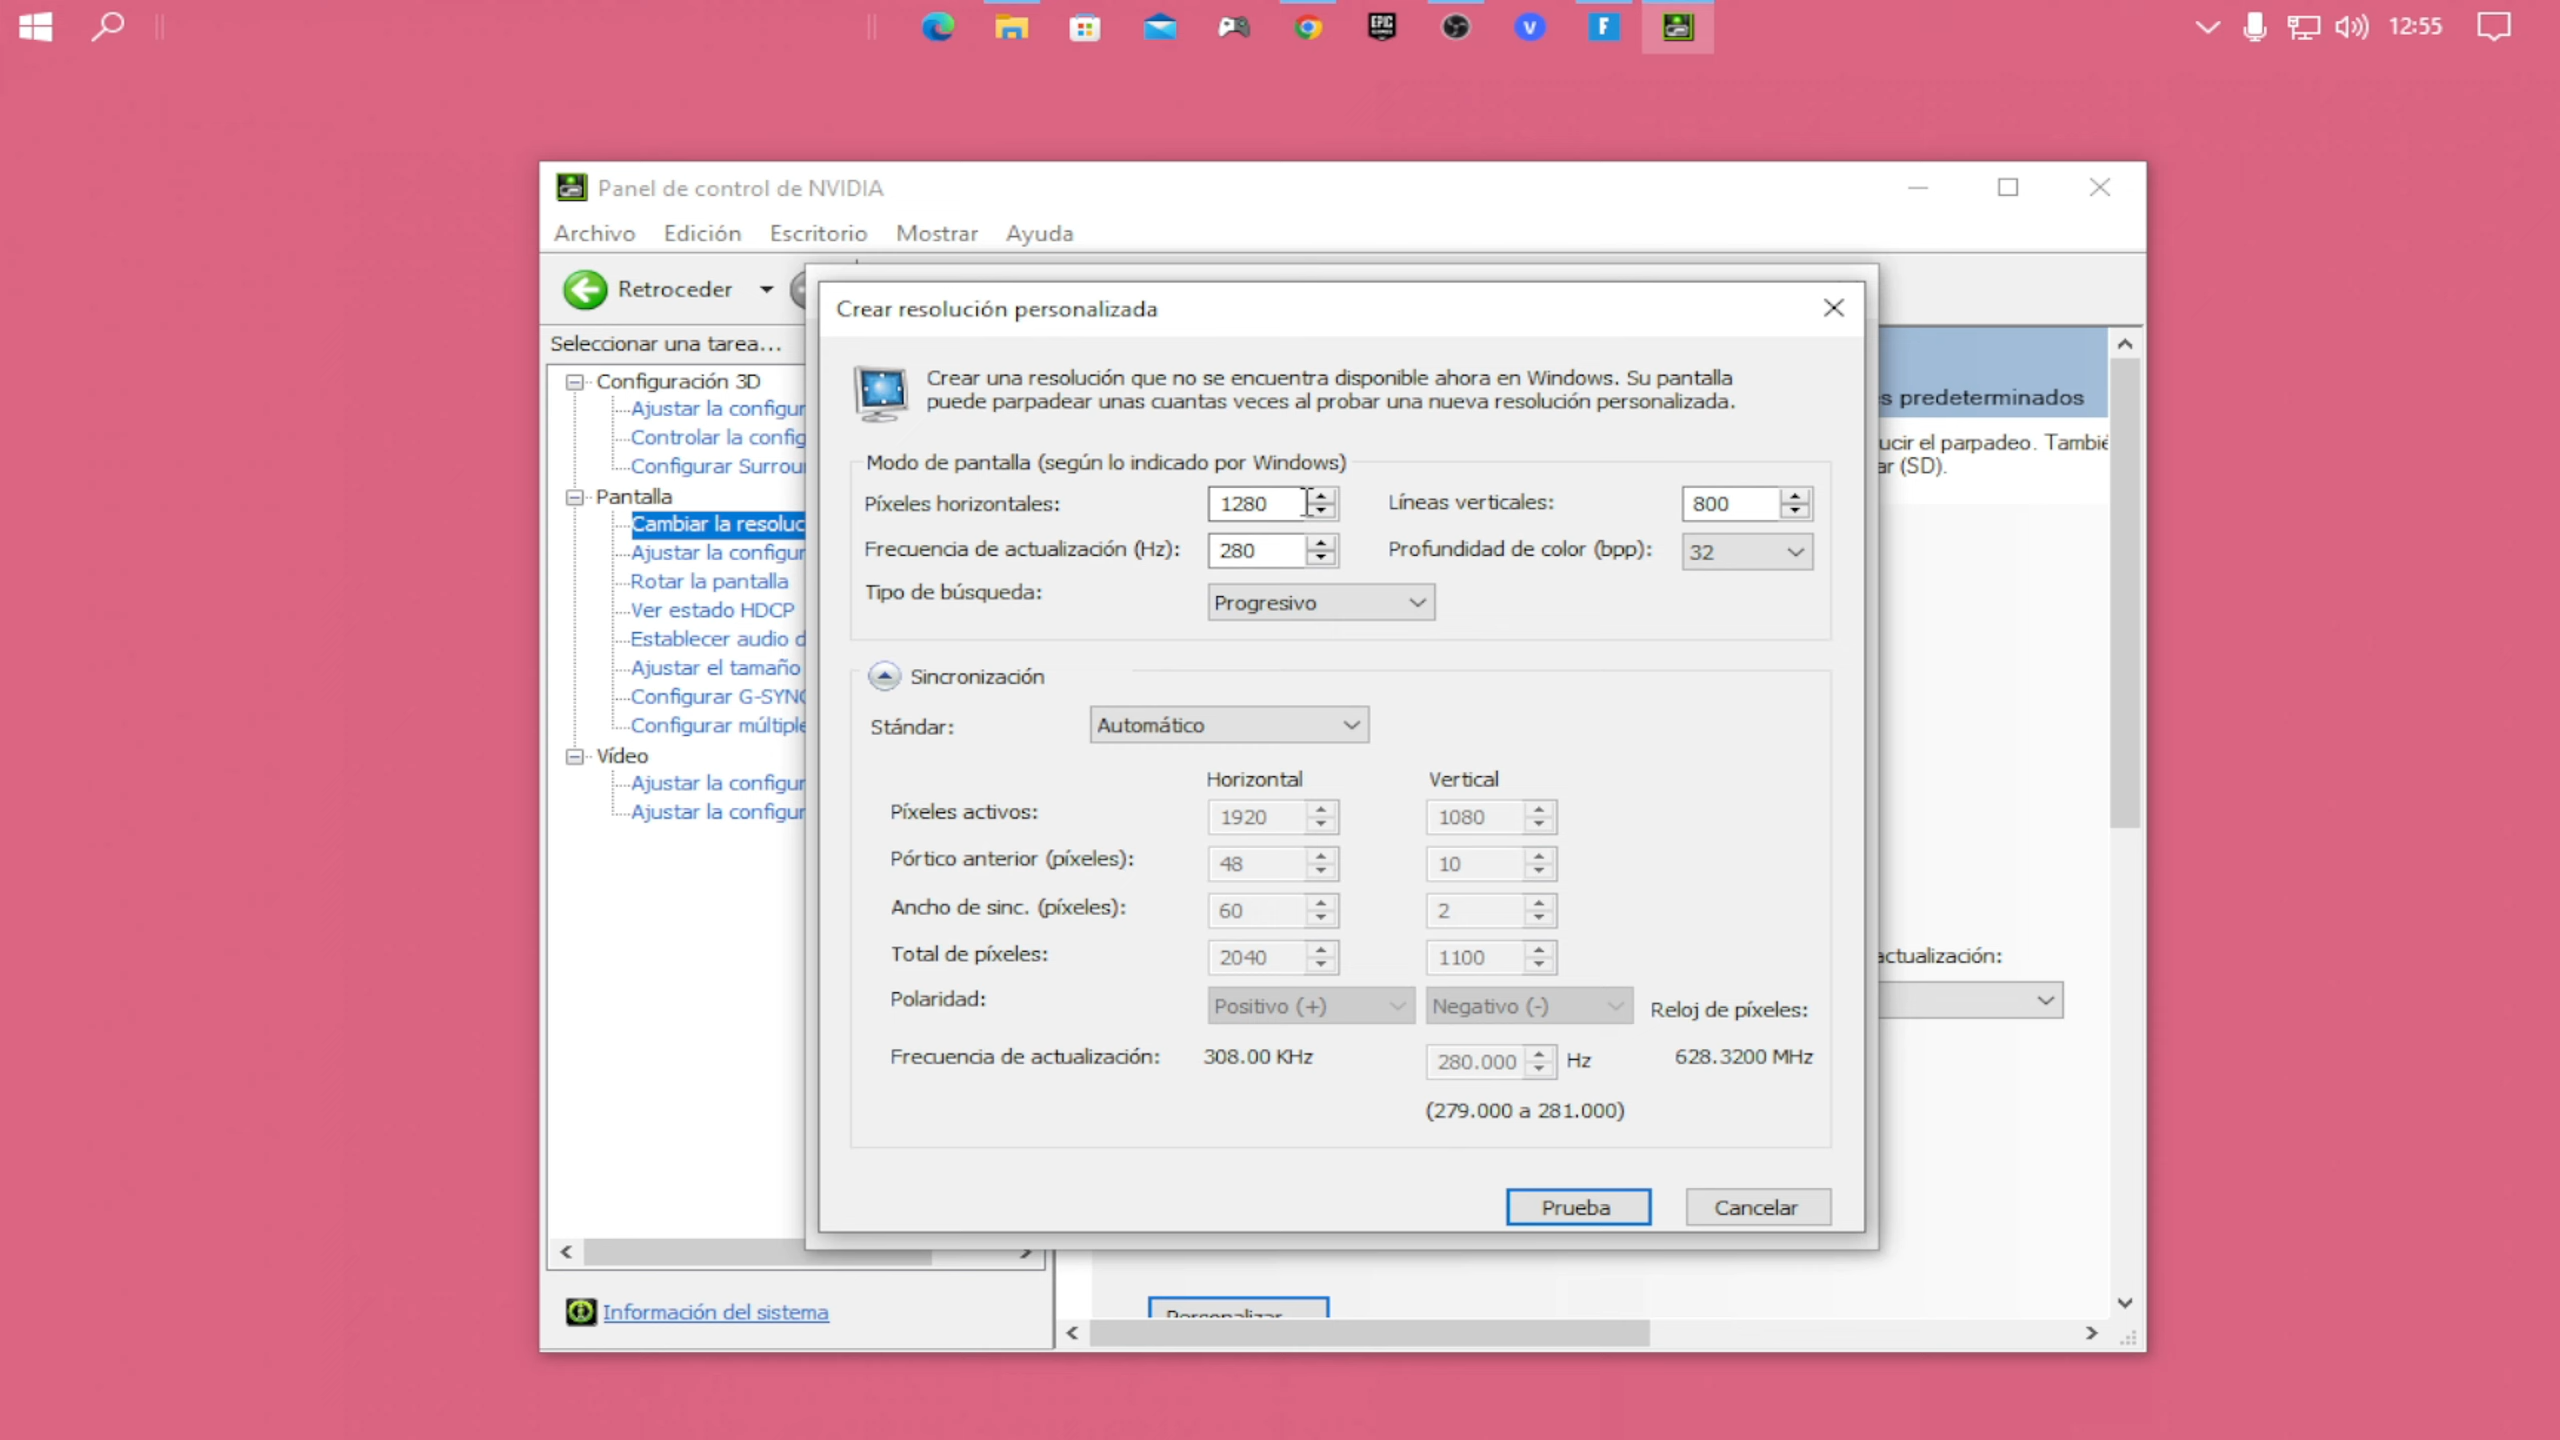 12:55
EPIC GAMES
V
F
Panel de control de NVIDIA
Archivo Edición Escritorio Mostrar Ayuda
Retroceder
Seleccionar una tarea...
Configuración 3D
Ajustar la configur
Controlar la config
Configurar Surrou
Pantalla
Cambiar la resoluc
Ajustar la configur
Rotar la pantalla
Ver estado HDCP
Establecer audio d
Ajustar el tamaño
Configurar G-SYNC
Configurar múltiple
Vídeo
Ajustar la configur
Ajustar la configur
Información del sistema
s predeterminados
ucir el parpadeo. Tambié
ar (SD).
actualización:
Personalizar
Crear resolución personalizada
Crear una resolución que no se encuentra disponible ahora en Windows. Su pantalla
puede parpadear unas cuantas veces al probar una nueva resolución personalizada.
Modo de pantalla (según lo indicado por Windows)
Píxeles horizontales: 1280 Líneas verticales: 800
Frecuencia de actualización (Hz): 280 Profundidad de color (bpp): 32
Tipo de búsqueda: Progresivo
Sincronización
Stándar: Automático
Horizontal Vertical
Píxeles activos: 1920 1080
Pórtico anterior (píxeles): 48 10
Ancho de sinc. (píxeles): 60 2
Total de píxeles: 2040 1100
Polaridad: Positivo (+) Negativo (-) Reloj de píxeles:
Frecuencia de actualización: 308.00 KHz 280.000 Hz 628.3200 MHz
(279.000 a 281.000)
Prueba Cancelar